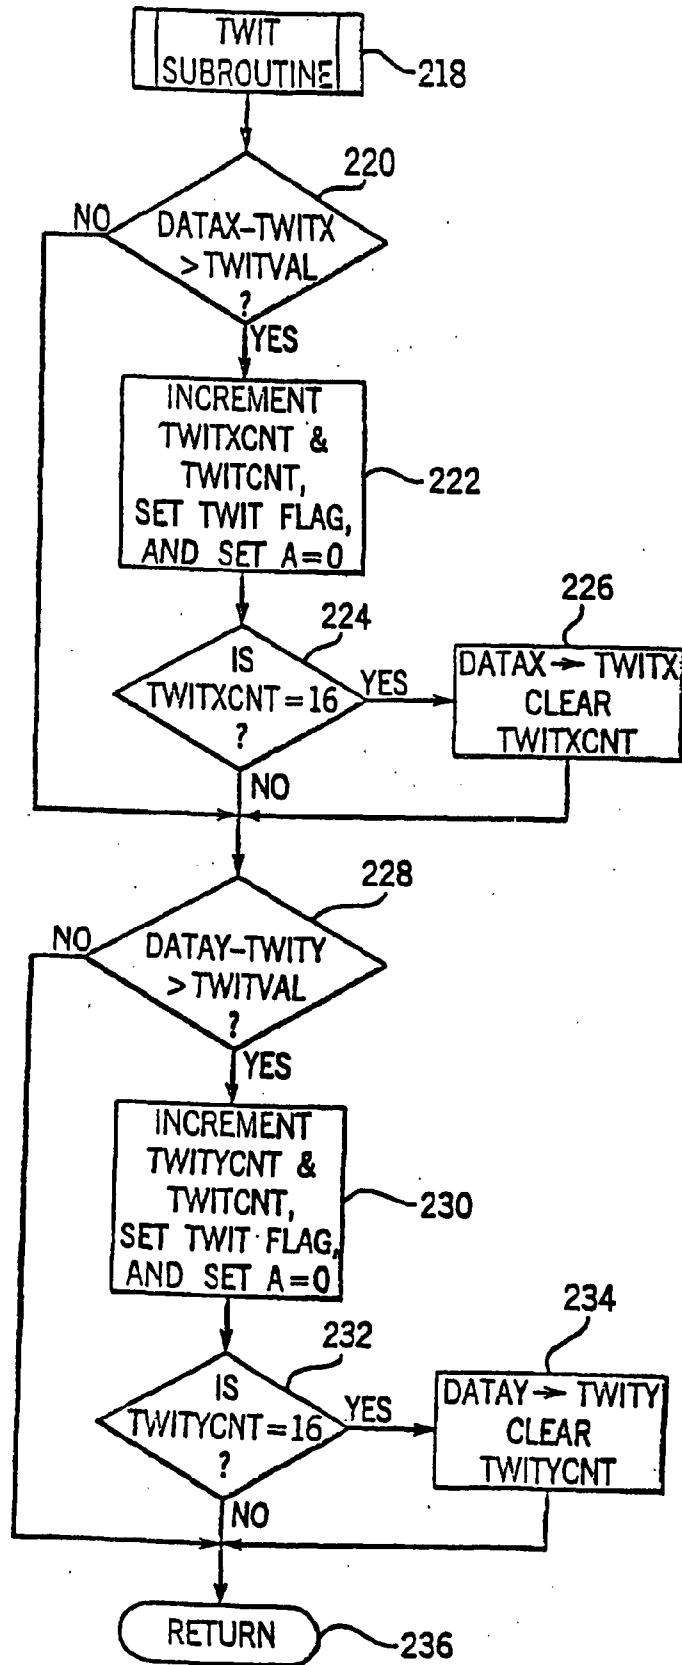 TWIT
SUBROUTINE
218
220
NO
DATAX-TWITX
>TWITVAL
?
YES
INCREMENT
TWITXCNT &
TWITCNT,
SET TWIT FLAG,
AND SET A=0
222
224
IS
TWITXCNT=16
?
YES
226
DATAX → TWITX
CLEAR
TWITXCNT
NO
228
NO
DATAY-TWITY
>TWITVAL
?
YES
INCREMENT
TWITYCNT &
TWITCNT,
SET TWIT FLAG,
AND SET A=0
230
232
IS
TWITYCNT=16
?
YES
234
DATAY → TWITY
CLEAR
TWITYCNT
NO
RETURN
236